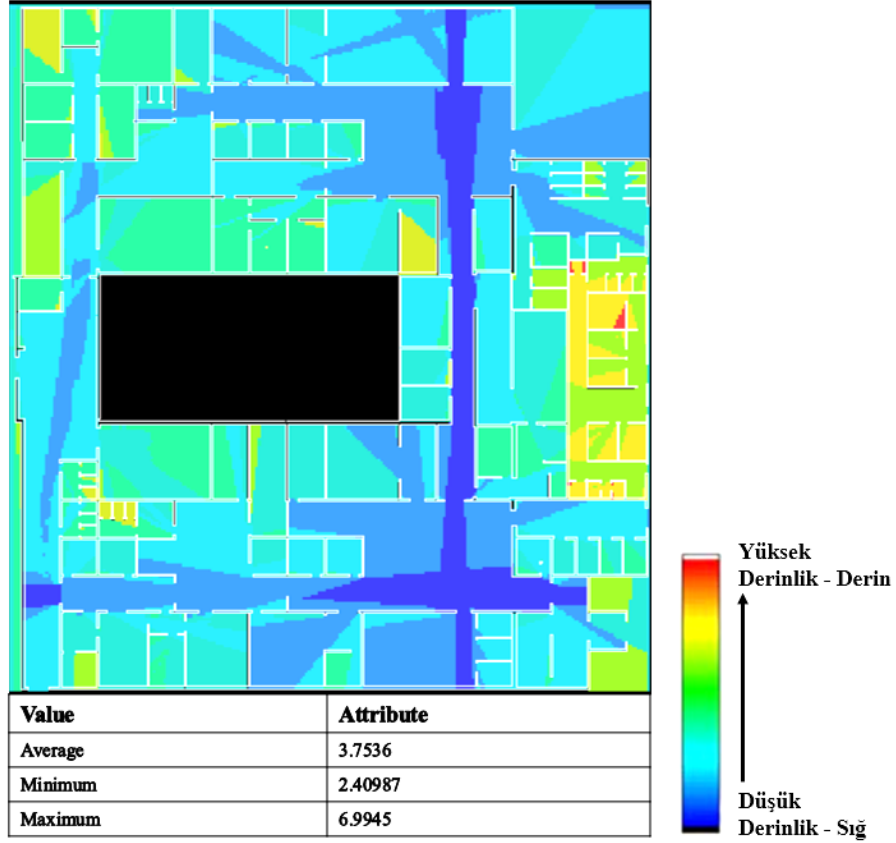 Value Attribute
Average 3.7536
Minimum 2.40987
Maximum 6.9945
Yüksek
Derinlik - Derin
Düşük
Derinlik - Sığ